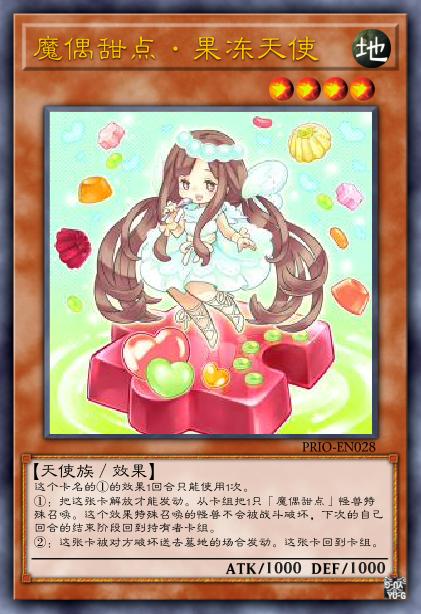 魔偶甜点・果冻天使
地
PRIO-EN028
【天使族／效果】
这个卡名的①的效果1回合只能使用1次。
①：把这张卡解放才能发动。从卡组把1只「魔偶甜点」怪兽特
殊召唤。这个效果特殊召唤的怪兽不会被战斗破坏，下次的自己
回合的结束阶段回到持有者卡组。
②：这张卡被对方破坏送去墓地的场合发动。这张卡回到卡组。
ATK/1000 DEF/1000